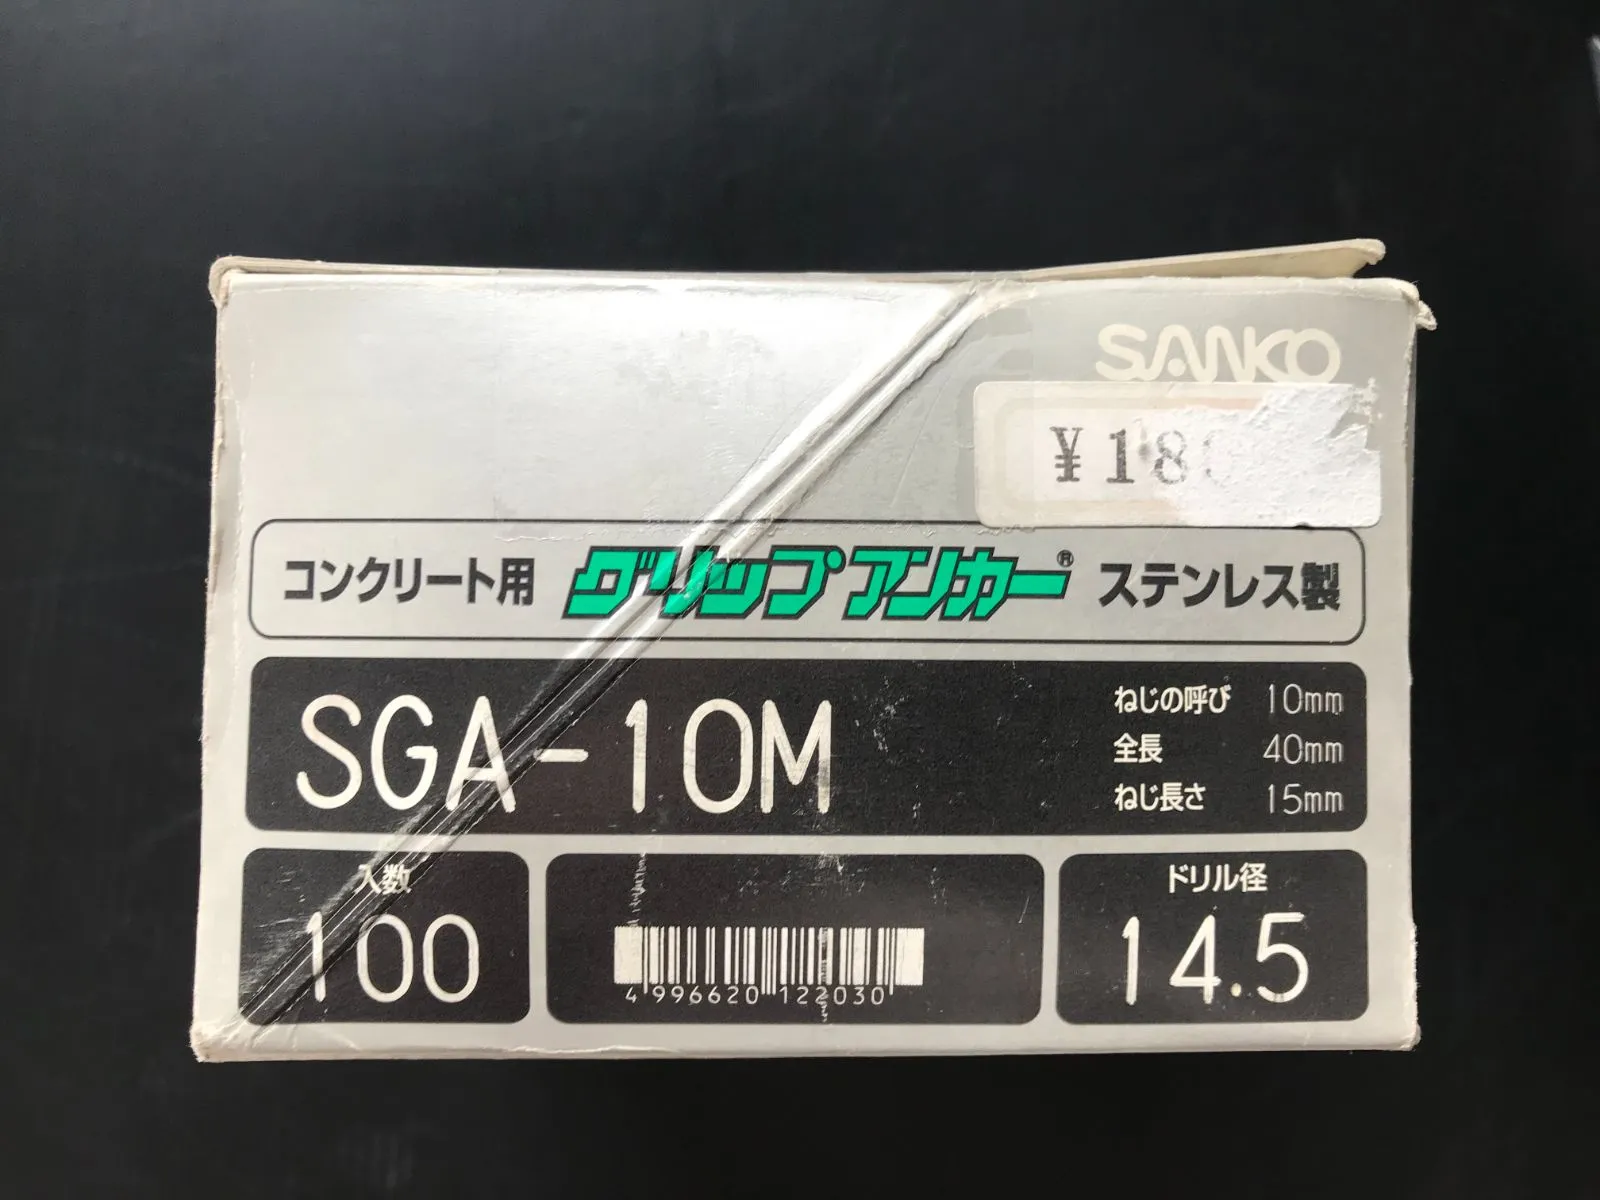 SANKO
¥18
コンクリート用 グリップアンカー® ステンレス製
SGA-10M
ねじの呼び 10mm
全長 40mm
ねじ長さ 15mm
入数
100
4 996620 122030
ドリル径
14.5